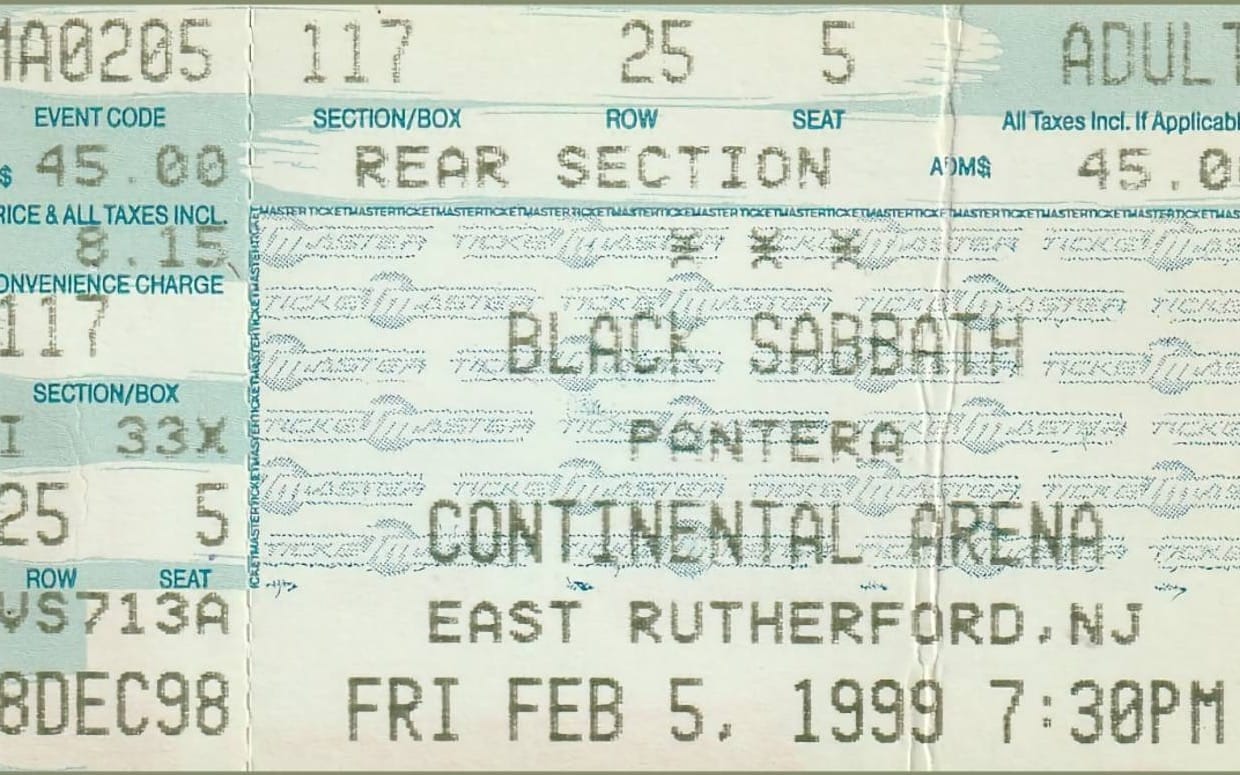 MA0205 117 25 5 ADULT
EVENT CODE SECTION/BOX ROW SEAT All Taxes Incl. If Applicabl
$ 45.00 REAR SECTION ADM$ 45.0
RICE & ALL TAXES INCL.
8.15 x x x
ONVENIENCE CHARGE
117 BLACK SABBATH
SECTION/BOX
33X PANTERA
25 5 CONTINENTAL ARENA
ROW SEAT
VS713A EAST RUTHERFORD,NJ
8DEC98 FRI FEB 5, 1999 7:30PM